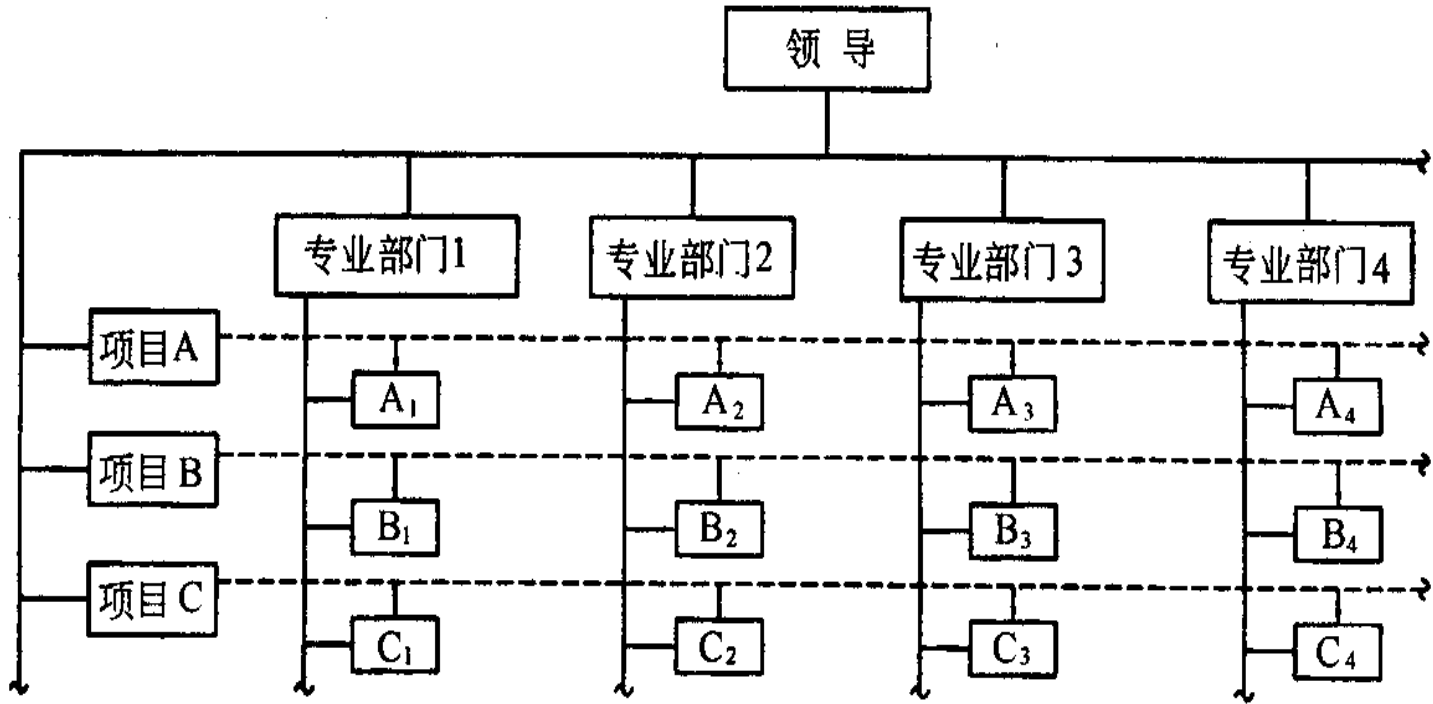 领 导
专业部门1 专业部门2 专业部门3 专业部门4
项目A
A₁ A₂ A₃ A₄
项目B
B₁ B₂ B₃ B₄
项目C
C₁ C₂ C₃ C₄